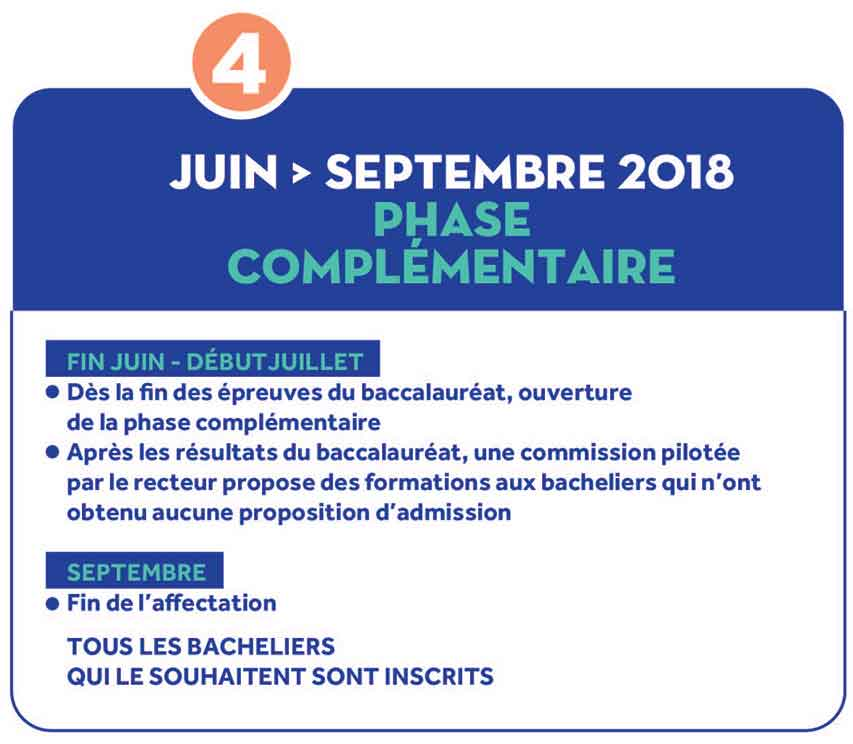 4
JUIN > SEPTEMBRE 2018
PHASE
COMPLÉMENTAIRE
FIN JUIN - DÉBUT JUILLET
• Dès la fin des épreuves du baccalauréat, ouverture
de la phase complémentaire
• Après les résultats du baccalauréat, une commission pilotée
par le recteur propose des formations aux bacheliers qui n’ont
obtenu aucune proposition d’admission
SEPTEMBRE
• Fin de l’affectation
TOUS LES BACHELIERS
QUI LE SOUHAITENT SONT INSCRITS